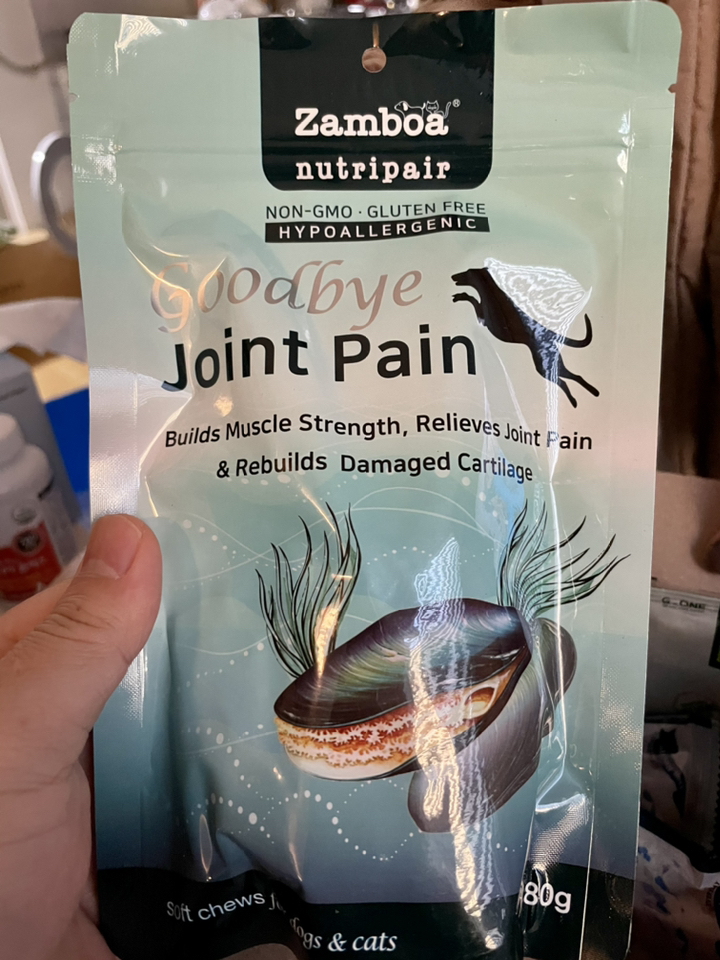 Zamboa®
nutripair
NON-GMO · GLUTEN FREE
HYPOALLERGENIC
Goodbye
Joint Pain
Builds Muscle Strength, Relieves Joint Pain
& Rebuilds Damaged Cartilage
G-ONE
Soft chews dogs & cats
80g